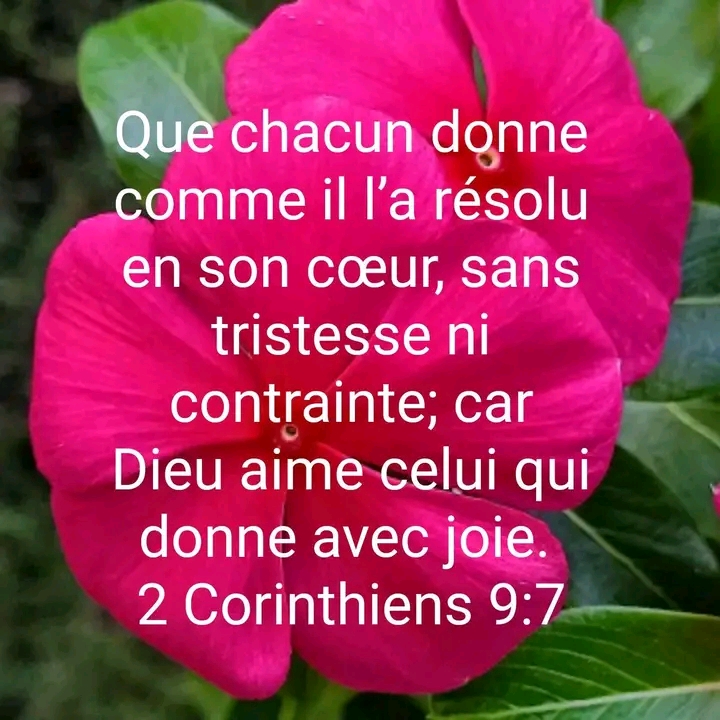 Que chacun donne
comme il l’a résolu
en son cœur, sans
tristesse ni
contrainte; car
Dieu aime celui qui
donne avec joie.
2 Corinthiens 9:7